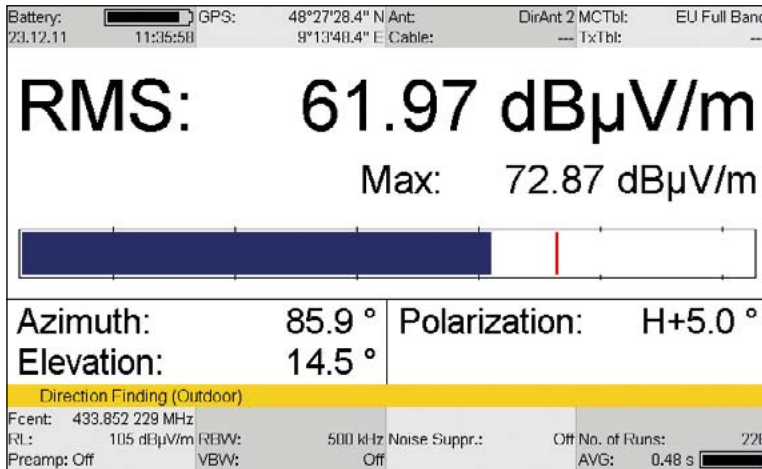 Battery: GPS: 48°27'28.4" N Ant: DirAnt 2 MCTbl: EU Full Band
23.12.11 11:35:58 9°13'48.4" E Cable: --- TxTbl: --
RMS: 61.97 dBµV/m
Max: 72.87 dBµV/m
Azimuth: 85.9 ° Polarization: H+5.0 °
Elevation: 14.5 °
Direction Finding (Outdoor)
Fcent: 433.852 229 MHz
RL: 105 dBµV/m RBW: 500 kHz Noise Suppr.: Off No. of Runs: 226
Preamp: Off VBW: Off AVG: 0.48 s